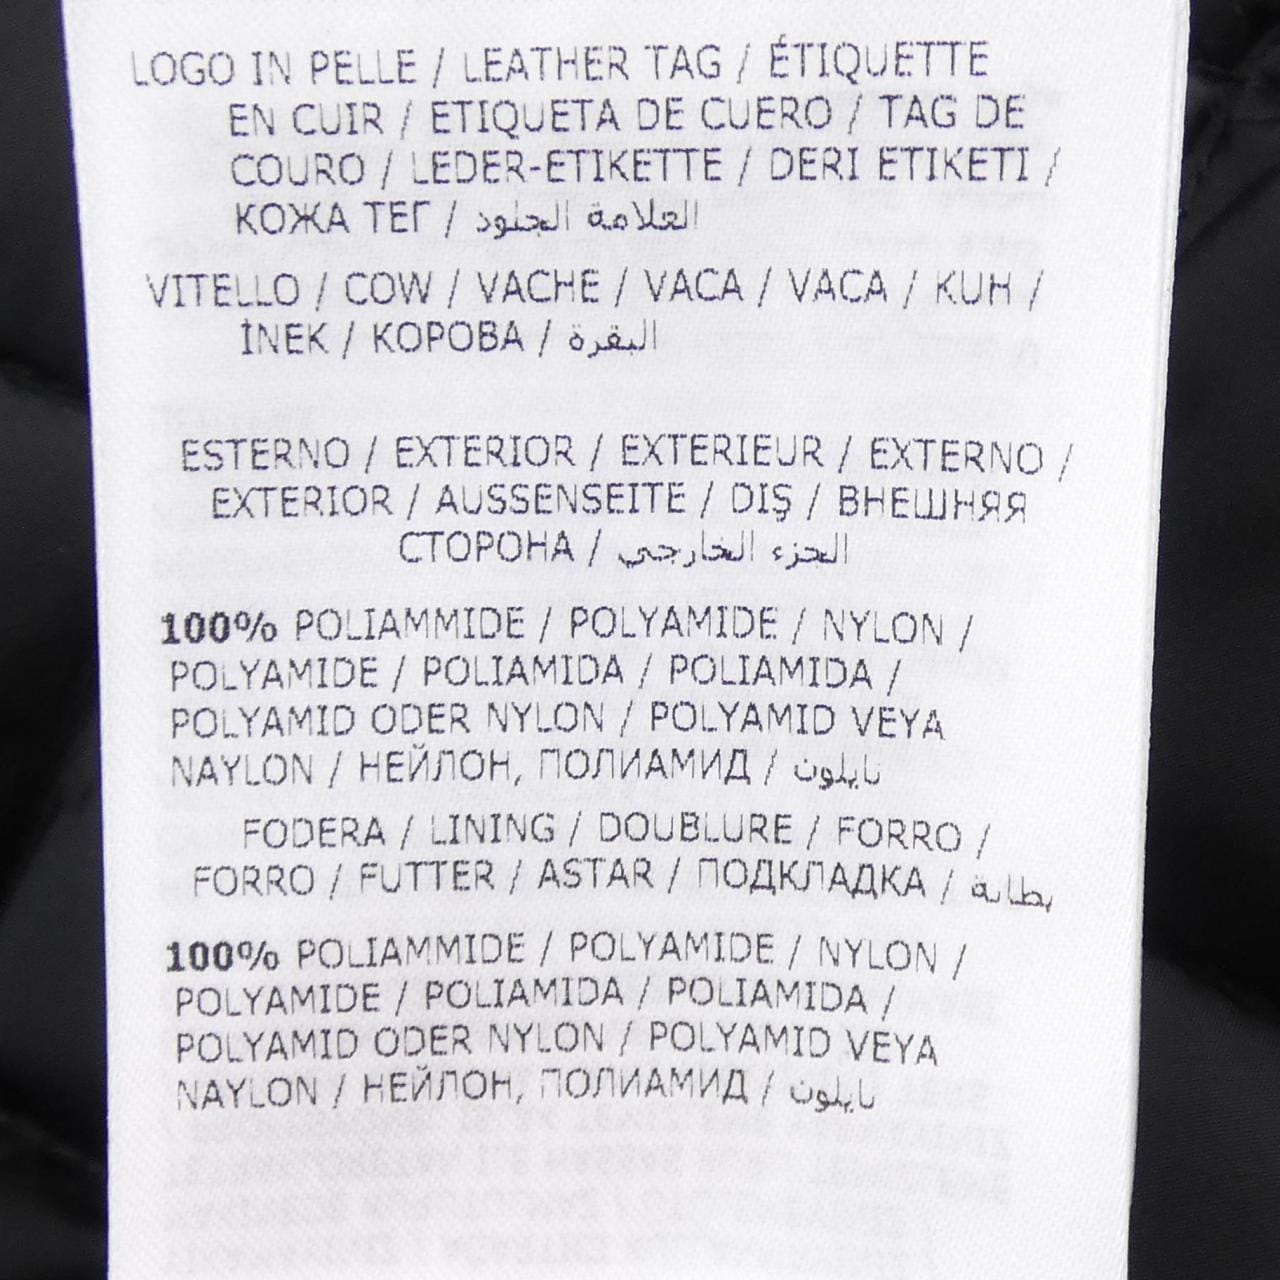 LOGO IN PELLE / LEATHER TAG / ÉTIQUETTE
EN CUIR / ETIQUETA DE CUERO / TAG DE
COURO / LEDER-ETIKETTE / DERI ETIKETI /
КОЖА ТЕГ / العلامة الجلود
VITELLO / COW / VACHE / VACA / VACA / KUH /
İNEK / КОРОВА / البقرة
ESTERNO / EXTERIOR / EXTERIEUR / EXTERNO /
EXTERIOR / AUSSENSEITE / DIŞ / ВНЕШНЯЯ
СТОРОНА / الجزء الخارجي
100% POLIAMMIDE / POLYAMIDE / NYLON /
POLYAMIDE / POLIAMIDA / POLIAMIDA /
POLYAMID ODER NYLON / POLYAMID VEYA
NAYLON / НЕЙЛОН, ПОЛИАМИД / نايلون
FODERA / LINING / DOUBLURE / FORRO /
FORRO / FUTTER / ASTAR / ПОДКЛАДКА / بطانة
100% POLIAMMIDE / POLYAMIDE / NYLON /
POLYAMIDE / POLIAMIDA / POLIAMIDA /
POLYAMID ODER NYLON / POLYAMID VEYA
NAYLON / НЕЙЛОН, ПОЛИАМИД / نايلون